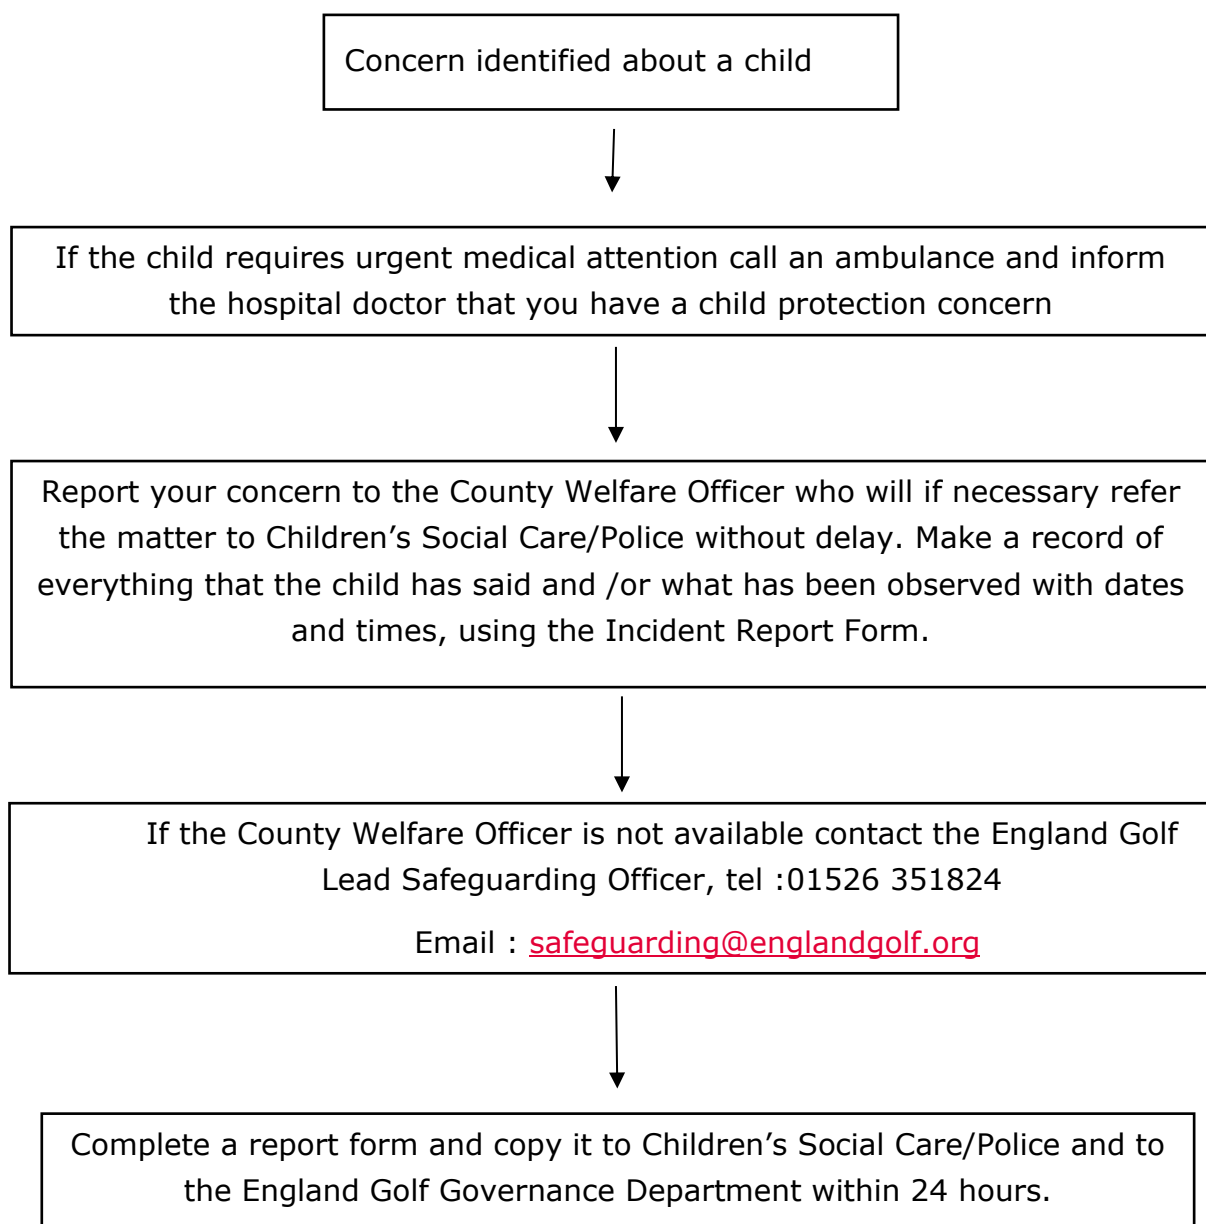 Concern identified about a child
If the child requires urgent medical attention call an ambulance and inform
the hospital doctor that you have a child protection concern
Report your concern to the County Welfare Officer who will if necessary refer
the matter to Children’s Social Care/Police without delay. Make a record of
everything that the child has said and /or what has been observed with dates
and times, using the Incident Report Form.
If the County Welfare Officer is not available contact the England Golf
Lead Safeguarding Officer, tel :01526 351824
Email : safeguarding@englandgolf.org
Complete a report form and copy it to Children’s Social Care/Police and to
the England Golf Governance Department within 24 hours.